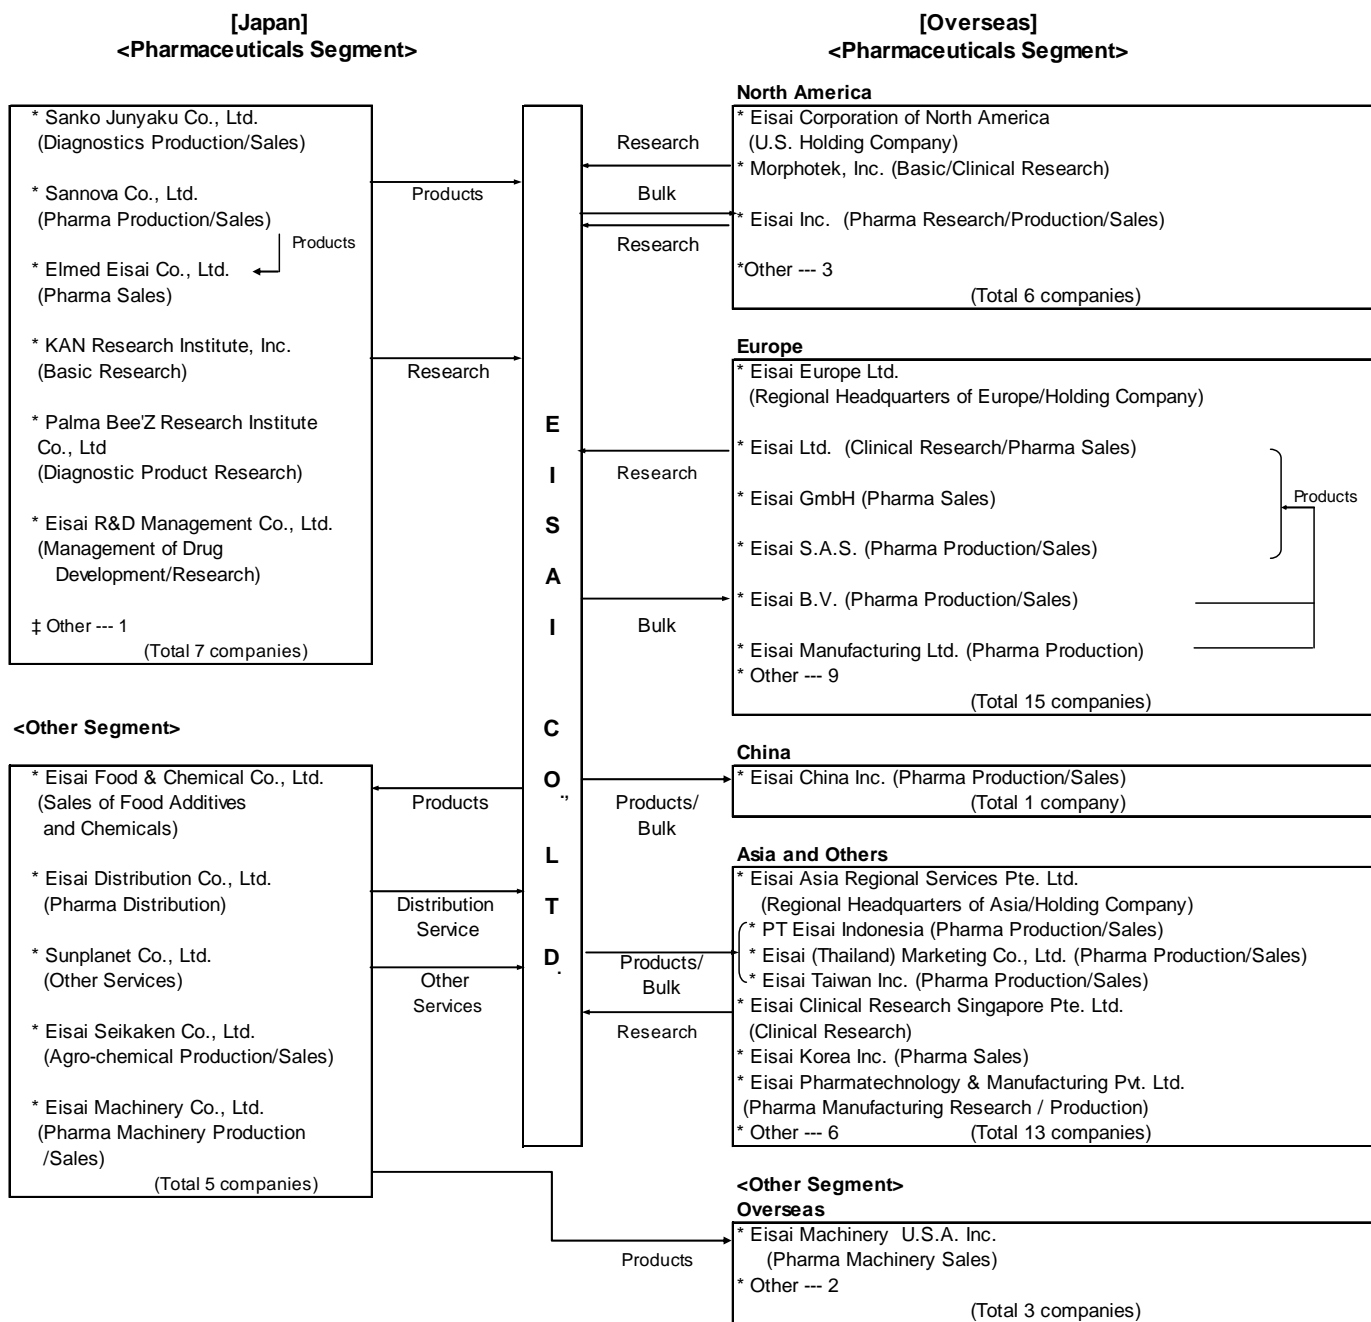 [Japan]
<Pharmaceuticals Segment>
* Sanko Junyaku Co., Ltd.
(Diagnostics Production/Sales)
* Sannova Co., Ltd.
(Pharma Production/Sales)
Products
* Elmed Eisai Co., Ltd.
(Pharma Sales)
* KAN Research Institute, Inc.
(Basic Research)
* Palma Bee'Z Research Institute
Co., Ltd
(Diagnostic Product Research)
* Eisai R&D Management Co., Ltd.
(Management of Drug
Development/Research)
‡ Other --- 1
(Total 7 companies)
Products
Research
<Other Segment>
* Eisai Food & Chemical Co., Ltd.
(Sales of Food Additives
and Chemicals)
* Eisai Distribution Co., Ltd.
(Pharma Distribution)
* Sunplanet Co., Ltd.
(Other Services)
* Eisai Seikaken Co., Ltd.
(Agro-chemical Production/Sales)
* Eisai Machinery Co., Ltd.
(Pharma Machinery Production
/Sales)
(Total 5 companies)
Products
Distribution
Service
Other
Services
EISAI CO., LTD.
[Overseas]
<Pharmaceuticals Segment>
Research
Bulk
Research
North America
* Eisai Corporation of North America
(U.S. Holding Company)
* Morphotek, Inc. (Basic/Clinical Research)
* Eisai Inc. (Pharma Research/Production/Sales)
*Other --- 3
(Total 6 companies)
Research
Bulk
Europe
* Eisai Europe Ltd.
(Regional Headquarters of Europe/Holding Company)
* Eisai Ltd. (Clinical Research/Pharma Sales)
* Eisai GmbH (Pharma Sales)
Products
* Eisai S.A.S. (Pharma Production/Sales)
* Eisai B.V. (Pharma Production/Sales)
* Eisai Manufacturing Ltd. (Pharma Production)
* Other --- 9
(Total 15 companies)
Products/
Bulk
China
* Eisai China Inc. (Pharma Production/Sales)
(Total 1 company)
Products/
Bulk
Research
Asia and Others
* Eisai Asia Regional Services Pte. Ltd.
(Regional Headquarters of Asia/Holding Company)
* PT Eisai Indonesia (Pharma Production/Sales)
* Eisai (Thailand) Marketing Co., Ltd. (Pharma Production/Sales)
* Eisai Taiwan Inc. (Pharma Production/Sales)
* Eisai Clinical Research Singapore Pte. Ltd.
(Clinical Research)
* Eisai Korea Inc. (Pharma Sales)
* Eisai Pharmatechnology & Manufacturing Pvt. Ltd.
(Pharma Manufacturing Research / Production)
* Other --- 6 (Total 13 companies)
Products
<Other Segment>
Overseas
* Eisai Machinery U.S.A. Inc.
(Pharma Machinery Sales)
* Other --- 2
(Total 3 companies)